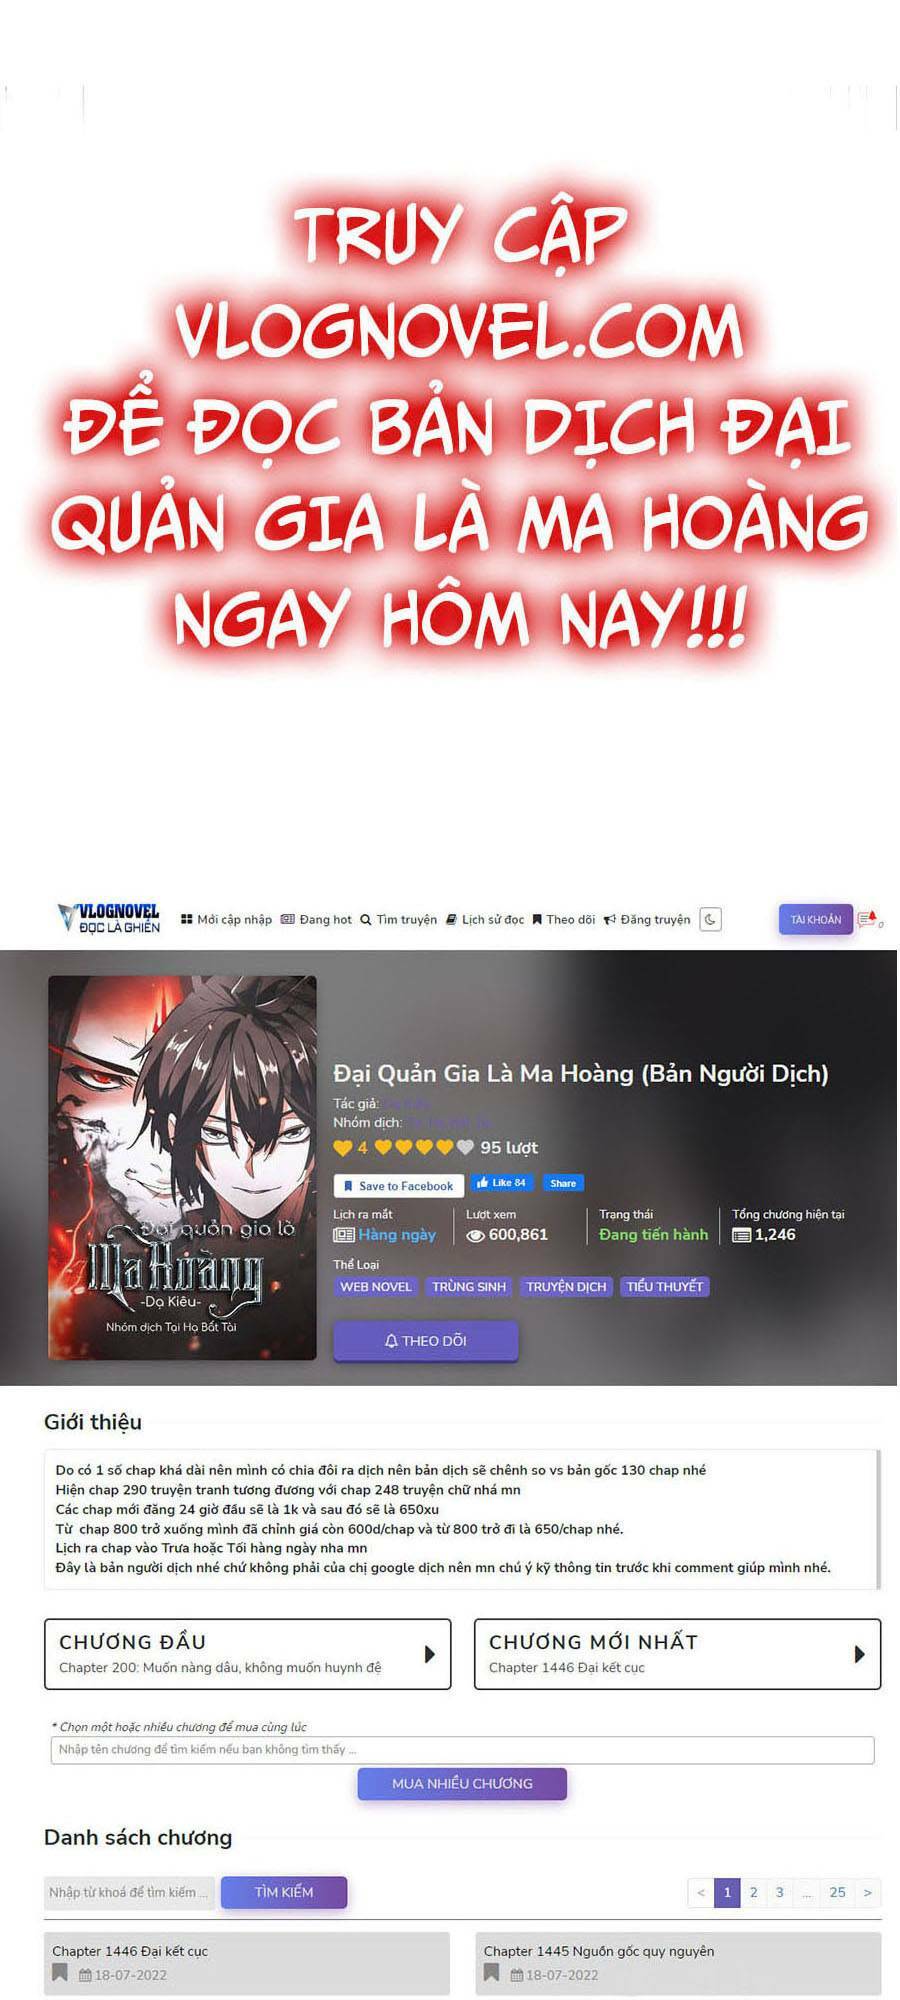 TRUY CẬP
VLOGNOVEL.COM
ĐỂ ĐỌC BẢN DỊCH ĐẠI
QUẢN GIA LÀ MA HOÀNG
NGAY HÔM NAY!!!
VLOGNOVEL
ĐỌC LÀ GHIỀN
Mới cập nhập Đang hot Tìm truyện Lịch sử đọc Theo dõi Đăng truyện
TÀI KHOẢN
0
Đại quản gia là
Ma Hoàng
-Dạ Kiêu-
Nhóm dịch Tại Hạ Bất Tài
Đại Quản Gia Là Ma Hoàng (Bản Người Dịch)
Tác giả:
Nhóm dịch:
4 95 lượt
Save to Facebook Like 84 Share
Lịch ra mắt Lượt xem Trạng thái Tổng chương hiện tại
Hàng ngày 600,861 Đang tiến hành 1,246
Thể Loại
WEB NOVEL TRÙNG SINH TRUYỆN DỊCH TIỂU THUYẾT
THEO DÕI
Giới thiệu
Do có 1 số chap khá dài nên mình có chia đôi ra dịch nên bản dịch sẽ chênh so vs bản gốc 130 chap nhé
Hiện chap 290 truyện tranh tương đương với chap 248 truyện chữ nhá mn
Các chap mới đăng 24 giờ đầu sẽ là 1k và sau đó sẽ là 650xu
Từ chap 800 trở xuống mình đã chỉnh giá còn 600d/chap và từ 800 trở đi là 650/chap nhé.
Lịch ra chap vào Trưa hoặc Tối hàng ngày nha mn
Đây là bản người dịch nhé chứ không phải của chị google dịch nên mn chú ý kỹ thông tin trước khi comment giúp mình nhé.
CHƯƠNG ĐẦU
Chapter 200: Muốn nàng dâu, không muốn huynh đệ
CHƯƠNG MỚI NHẤT
Chapter 1446 Đại kết cục
* Chọn một hoặc nhiều chương để mua cùng lúc
Nhập tên chương để tìm kiếm nếu bạn không tìm thấy ...
MUA NHIỀU CHƯƠNG
Danh sách chương
Nhập từ khoá để tìm kiếm ... TÌM KIẾM < 1 2 3 ... 25 >
Chapter 1446 Đại kết cục
18-07-2022
Chapter 1445 Nguồn gốc quy nguyên
18-07-2022